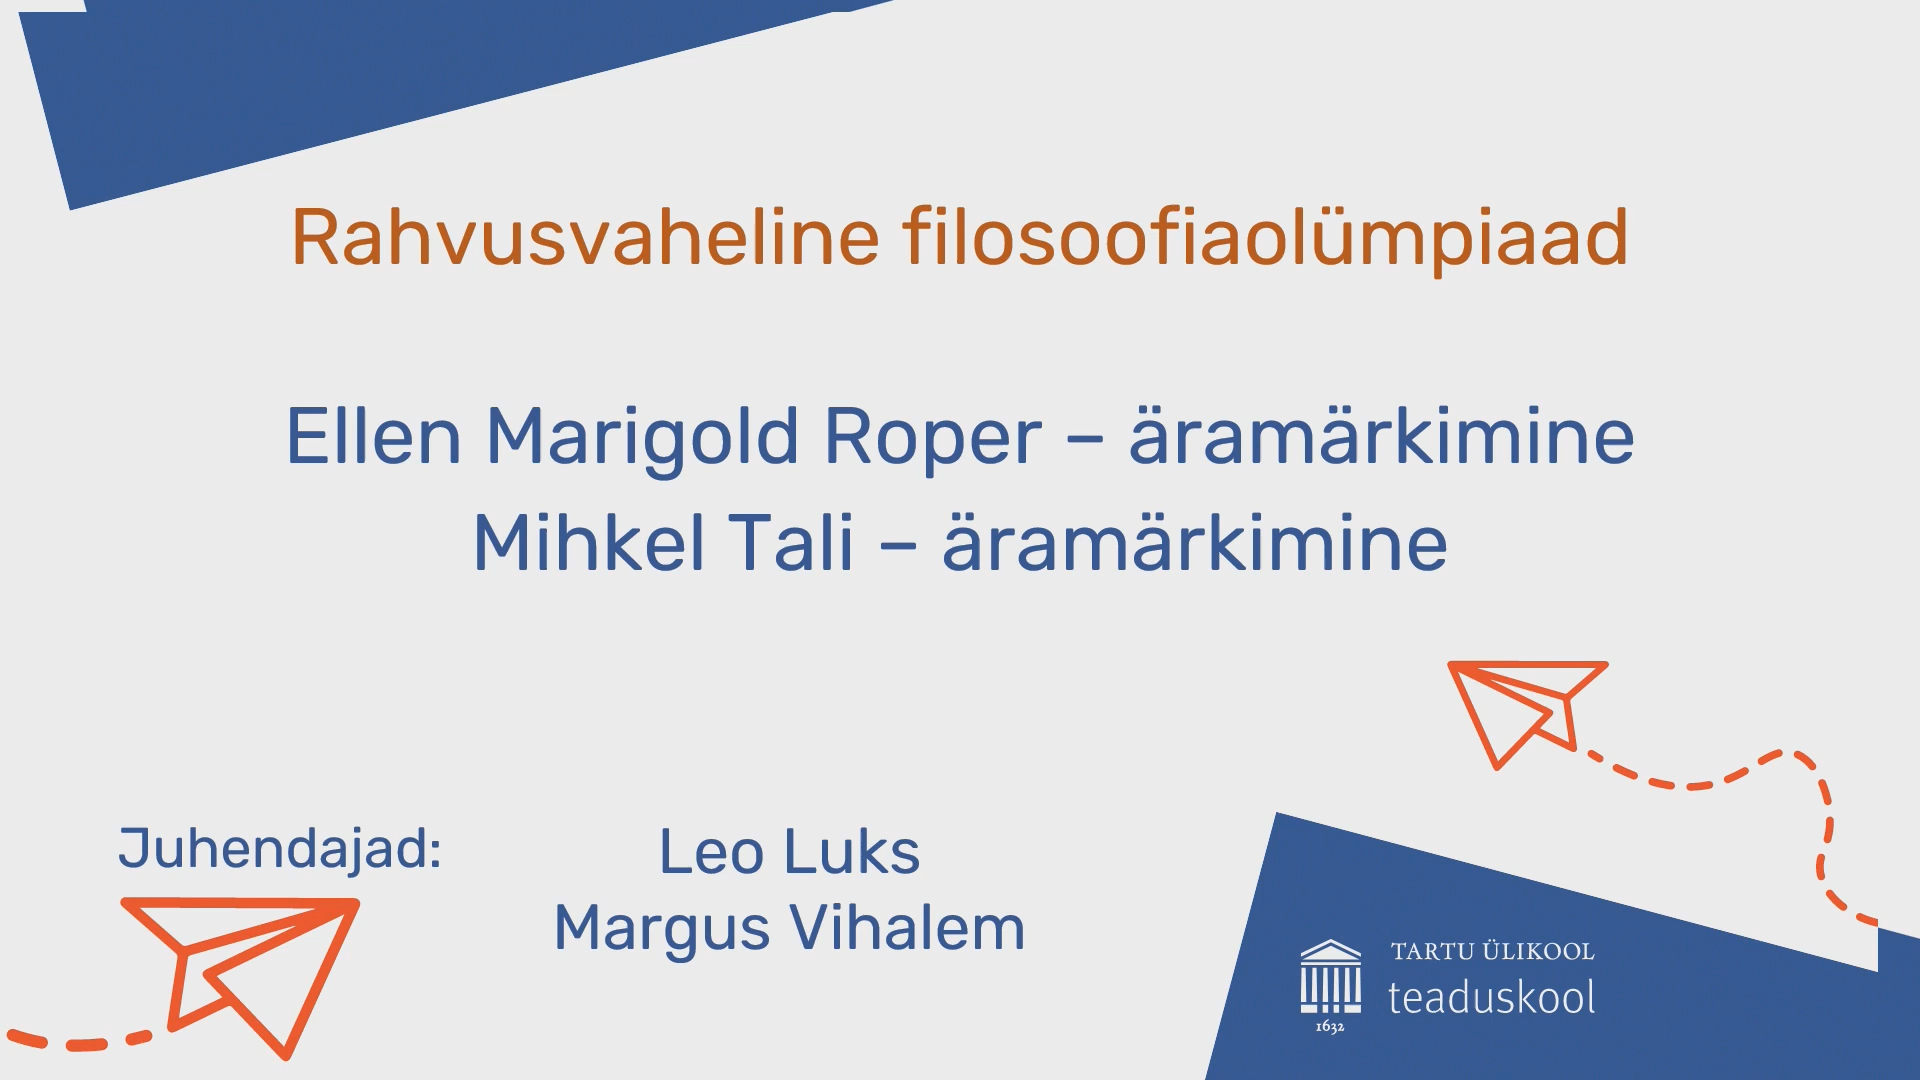 Rahvusvaheline filosoofiaolümpiaad
Ellen Marigold Roper – äramärkimine
Mihkel Tali – äramärkimine
Juhendajad:
Leo Luks
Margus Vihalem
TARTU ÜLIKOOL
teaduskool
1632